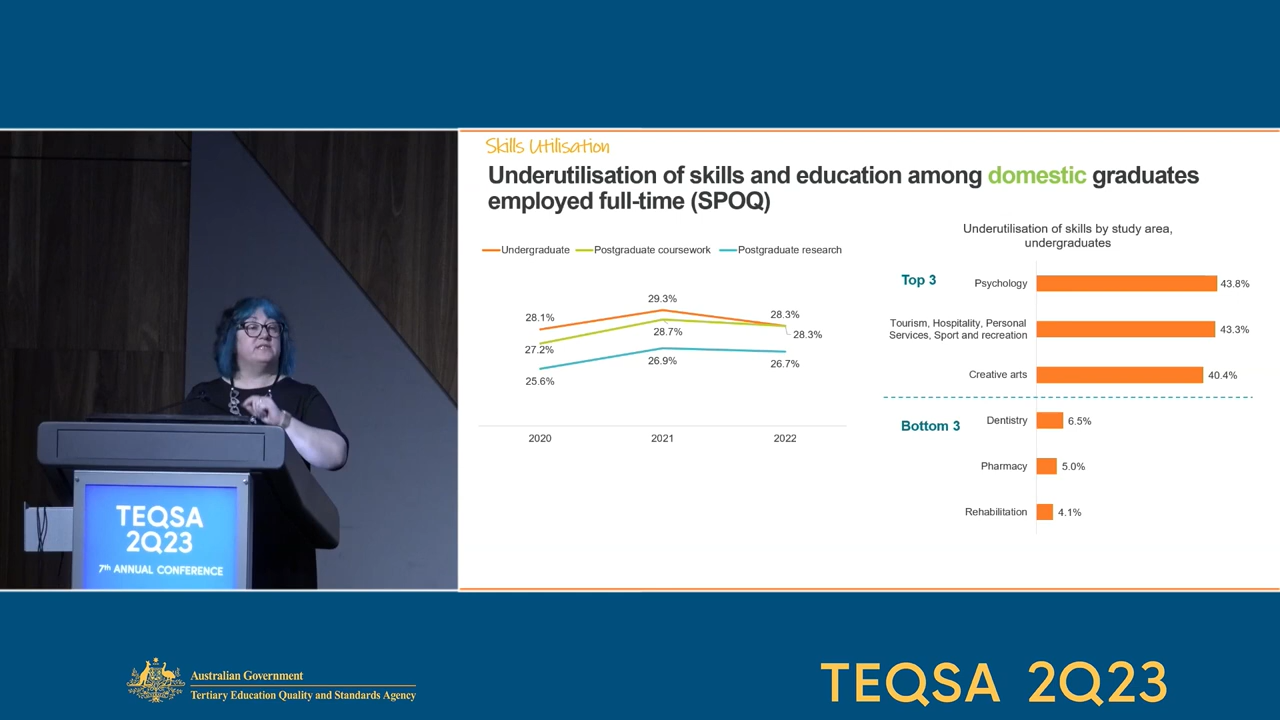 Skills Utilisation
Underutilisation of skills and education among domestic graduates
employed full-time (SPOQ)
Undergraduate
Postgraduate coursework
Postgraduate research
28.1%
29.3%
28.3%
27.2%
28.7%
28.3%
25.6%
26.9%
26.7%
2020
2021
2022
Underutilisation of skills by study area,
undergraduates
Top 3
Psychology
43.8%
Tourism, Hospitality, Personal
Services, Sport and recreation
43.3%
Creative arts
40.4%
Bottom 3
Dentistry
6.5%
Pharmacy
5.0%
Rehabilitation
4.1%
TEQSA
2Q23
7th ANNUAL CONFERENCE
Australian Government
Tertiary Education Quality and Standards Agency
TEQSA 2Q23